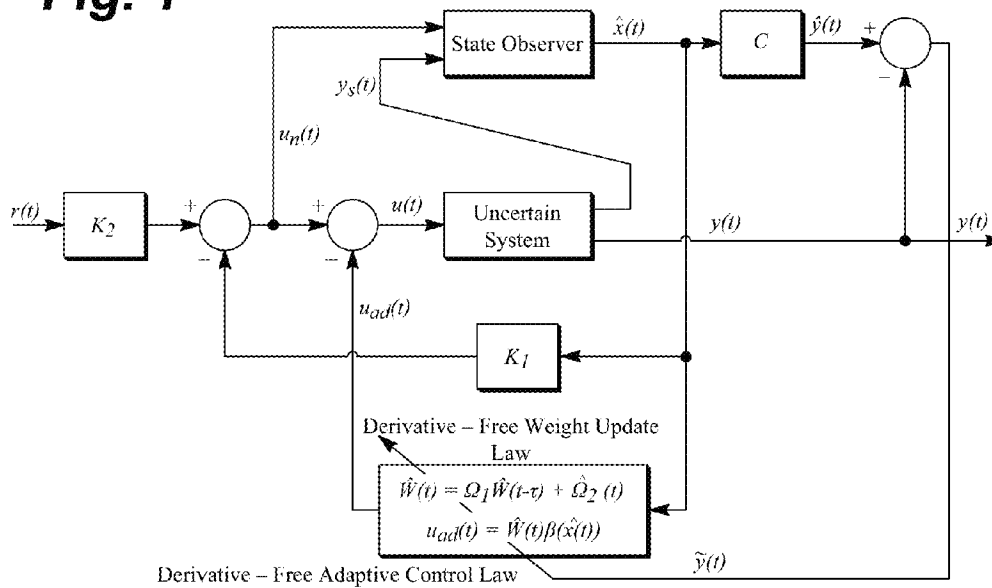 Fig. 1
State Observer
x̂(t)
C
ŷ(t)
+
−
y_s(t)
u_n(t)
r(t)
K_2
+
−
+
−
u(t)
Uncertain
System
y(t)
y(t)
u_ad(t)
K_1
Derivative – Free Weight Update
Law
Ŵ(t) = Ω_1Ŵ(t-τ) + Ω̂_2 (t)
u_ad(t) = Ŵ(t)β(x̂(t))
ỹ(t)
Derivative – Free Adaptive Control Law